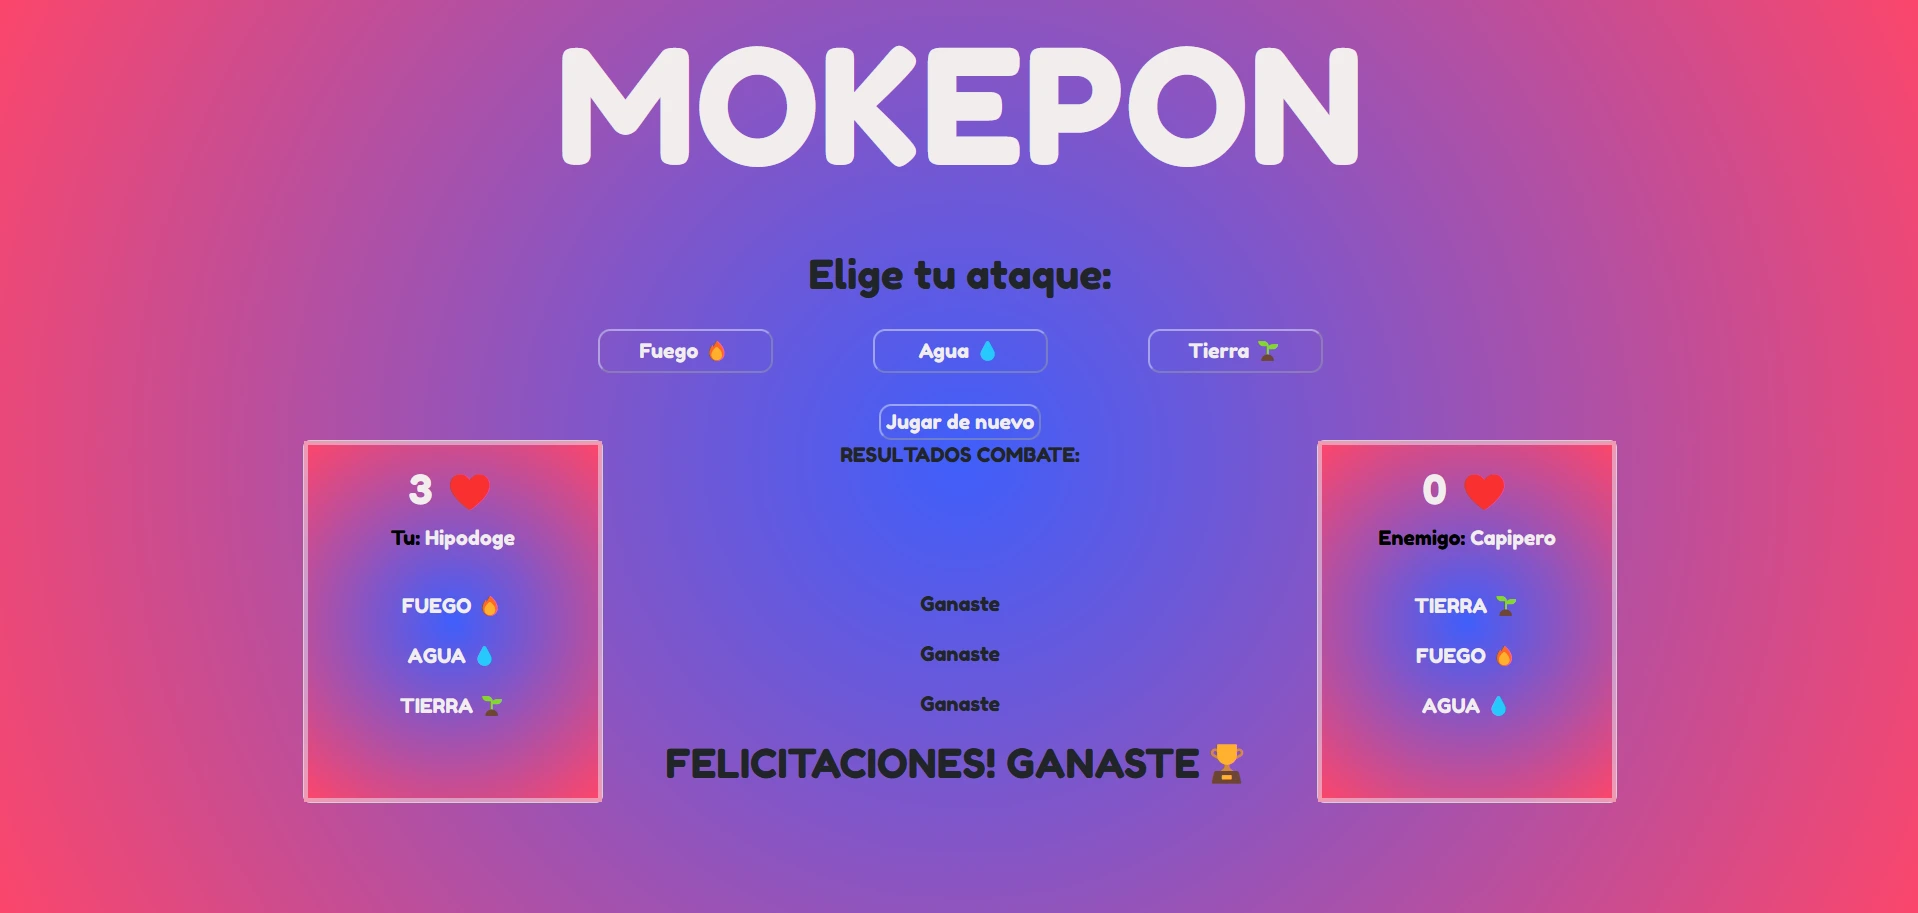 MOKEPON
Elige tu ataque:
Fuego 🔥
Agua 💧
Tierra 🌱
Jugar de nuevo
RESULTADOS COMBATE:
3 ❤️
Tu: Hipodoge
FUEGO 🔥
AGUA 💧
TIERRA 🌱
Ganaste
Ganaste
Ganaste
FELICITACIONES! GANASTE🏆
0 ❤️
Enemigo: Capipero
TIERRA 🌱
FUEGO 🔥
AGUA 💧